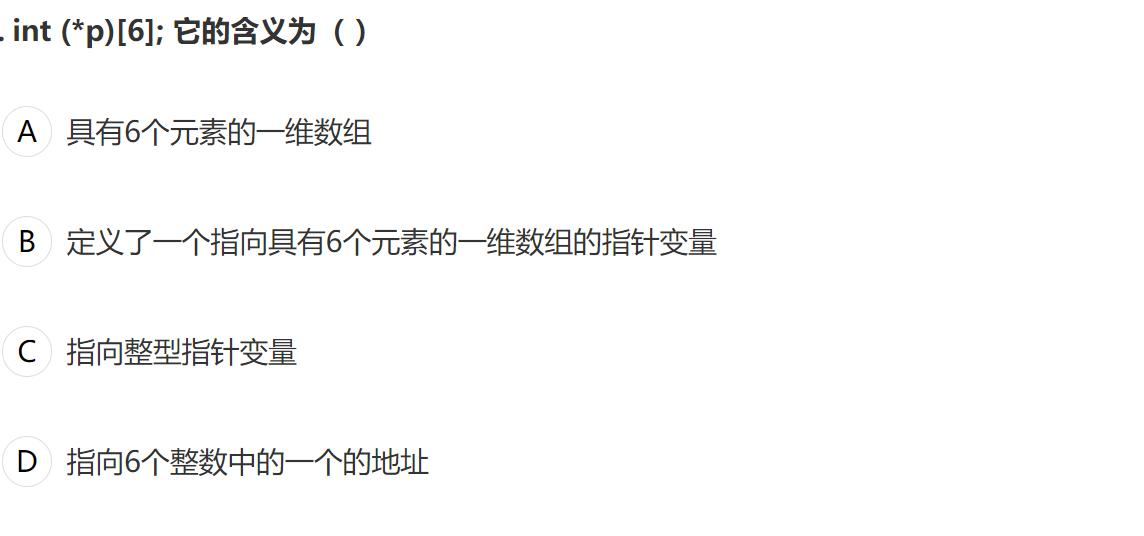 . int (*p)[6]; 它的含义为（ ）
A 具有6个元素的一维数组
B 定义了一个指向具有6个元素的一维数组的指针变量
C 指向整型指针变量
D 指向6个整数中的一个的地址